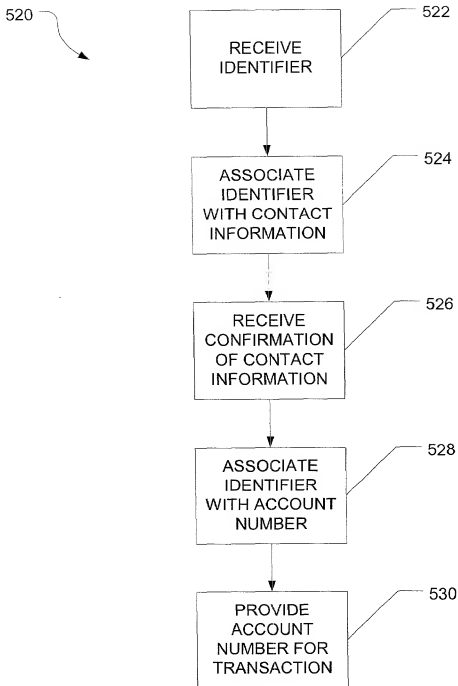 520
522
RECEIVE
IDENTIFIER
524
ASSOCIATE
IDENTIFIER
WITH CONTACT
INFORMATION
526
RECEIVE
CONFIRMATION
OF CONTACT
INFORMATION
528
ASSOCIATE
IDENTIFIER
WITH ACCOUNT
NUMBER
530
PROVIDE
ACCOUNT
NUMBER FOR
TRANSACTION